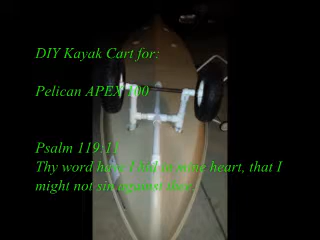 DIY Kayak Cart for:
Pelican APEX 100
Psalm 119:11
Thy word have I hid in mine heart, that I
might not sin against thee.